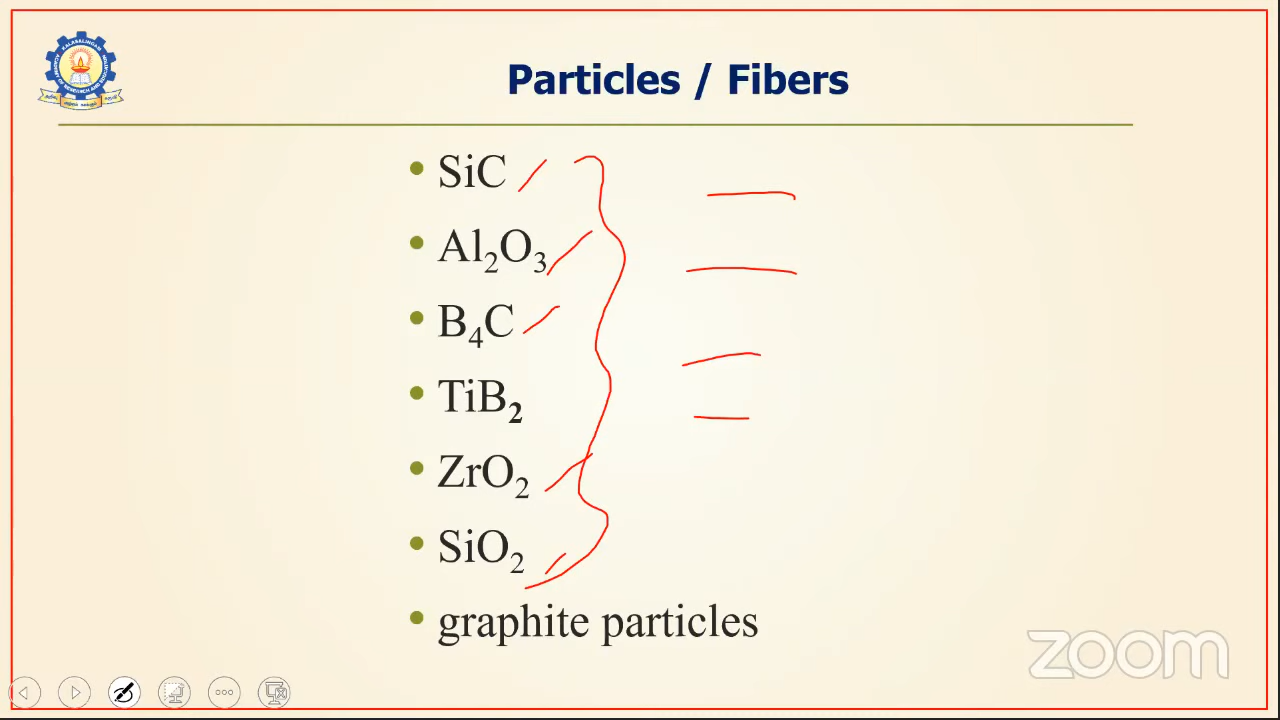 Particles / Fibers
• SiC
• Al₂O₃
• B₄C
• TiB₂
• ZrO₂
• SiO₂
• graphite particles
zoom